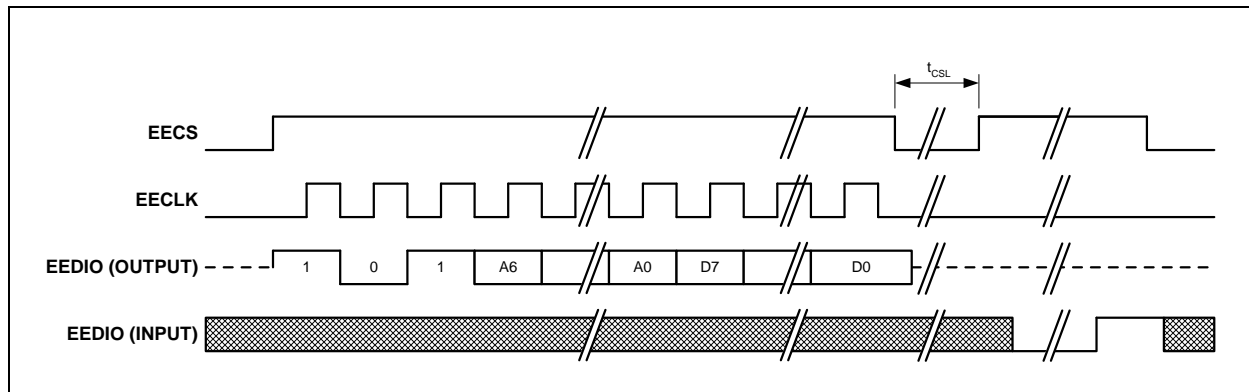 tCSL
EECS
EECLK
EEDIO (OUTPUT) 1 0 1 A6 A0 D7 D0
EEDIO (INPUT)